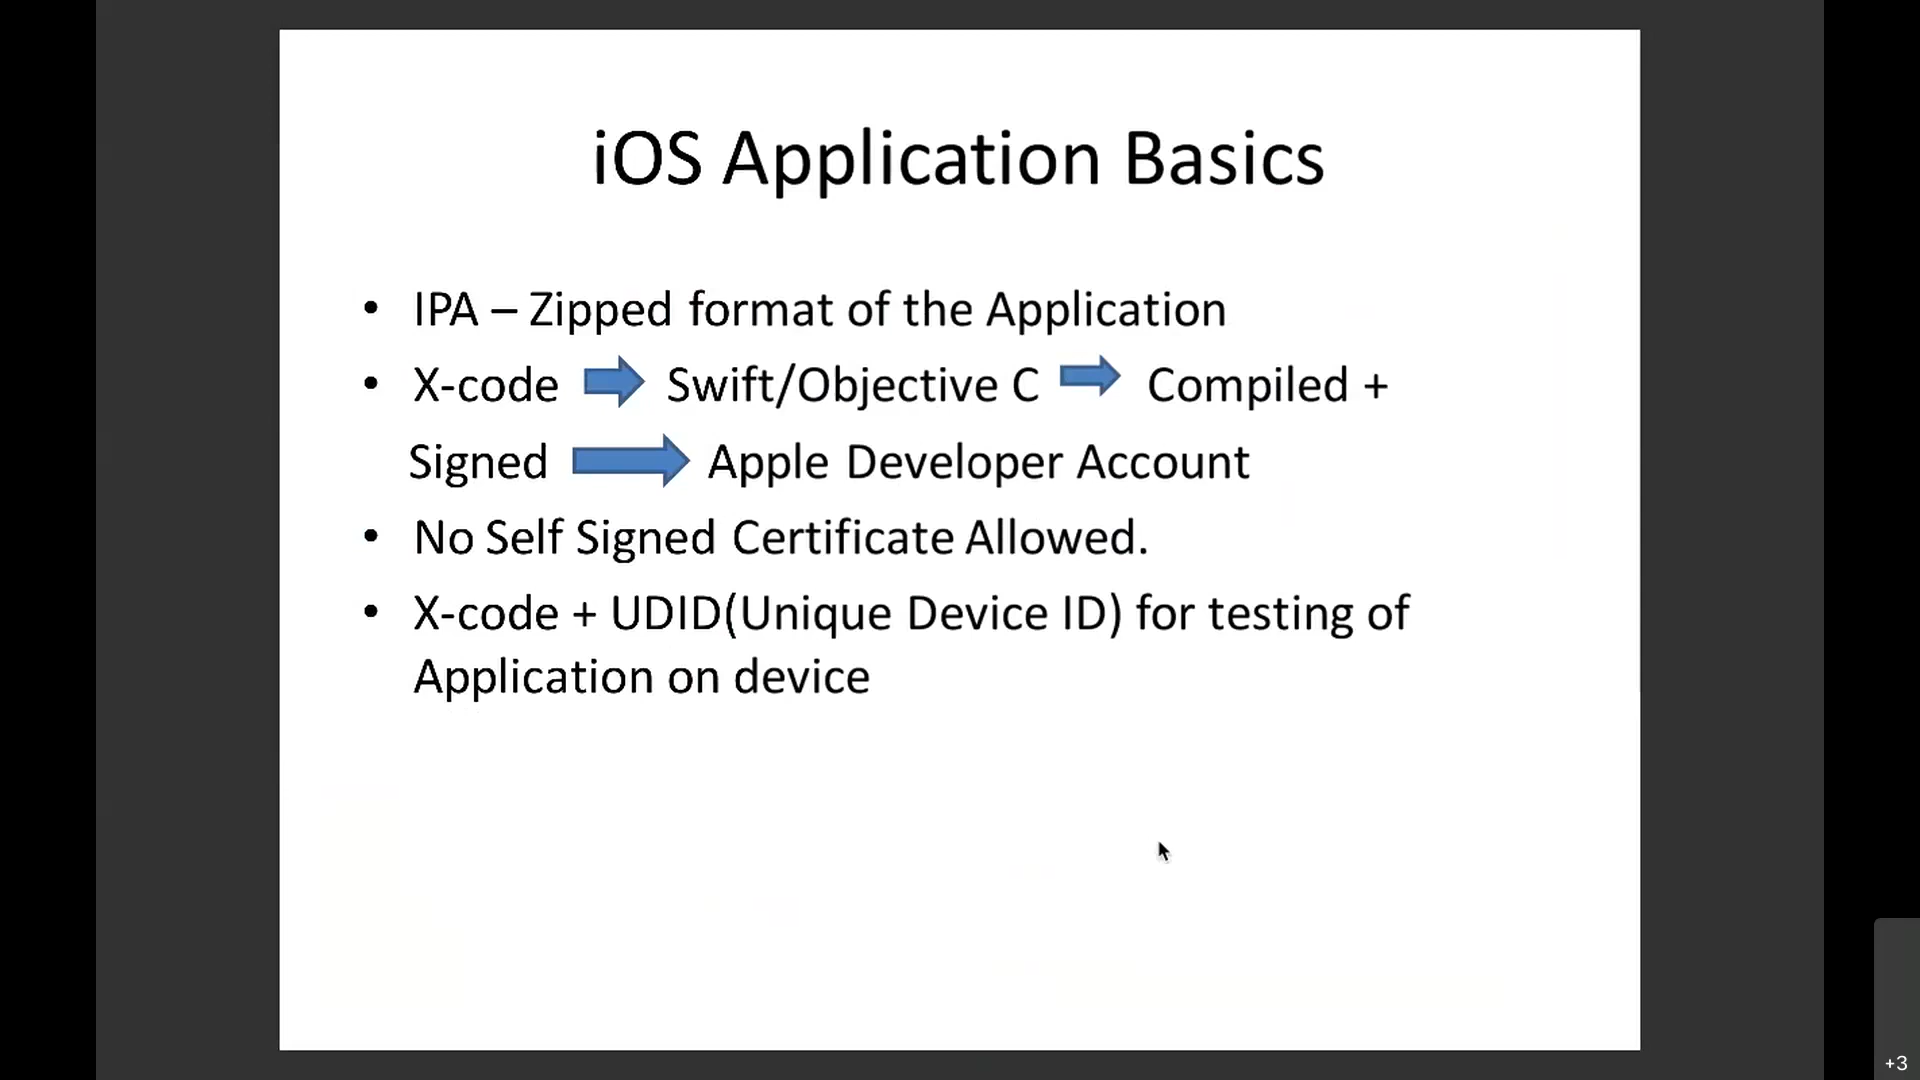 iOS Application Basics
• IPA – Zipped format of the Application
• X-code Swift/Objective C Compiled +
Signed Apple Developer Account
• No Self Signed Certificate Allowed.
• X-code + UDID(Unique Device ID) for testing of
Application on device
+3